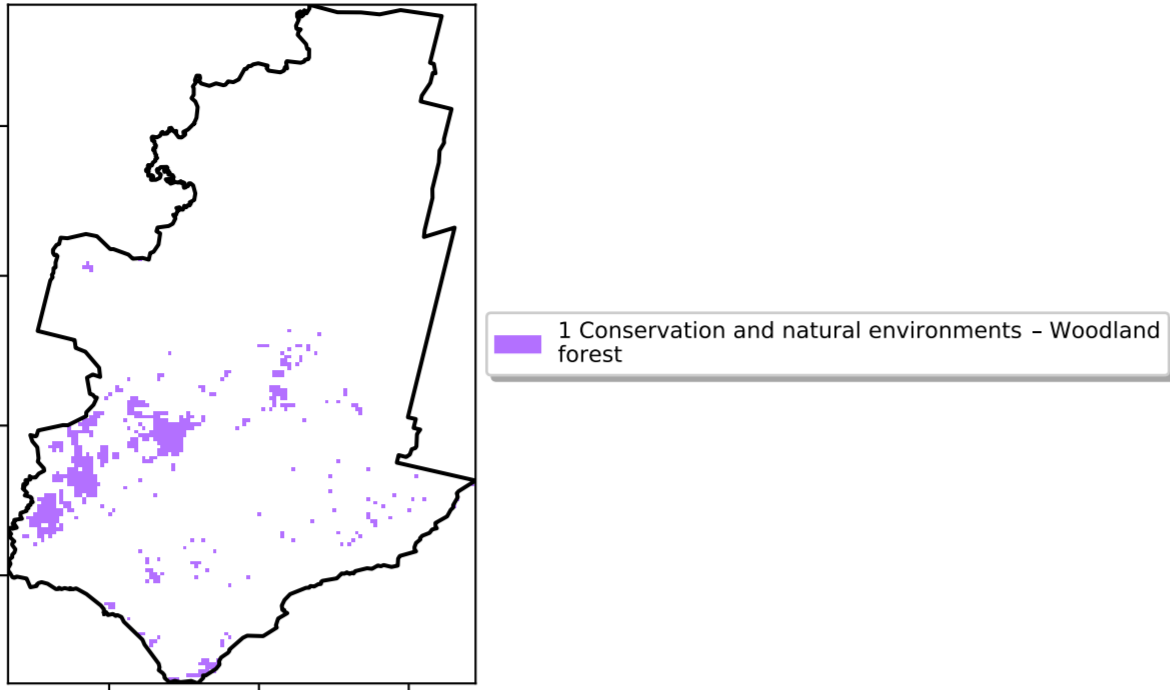 1 Conservation and natural environments – Woodland
forest